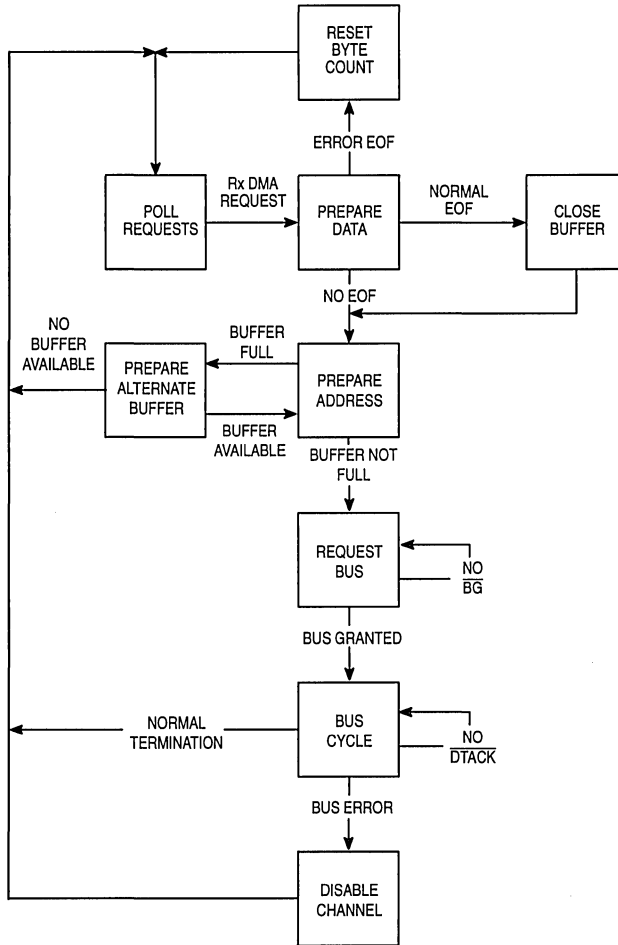 RESET
BYTE
COUNT
ERROR EOF
Rx DMA
REQUEST
NORMAL
EOF
POLL
REQUESTS
PREPARE
DATA
CLOSE
BUFFER
NO EOF
NO
BUFFER
AVAILABLE
BUFFER
FULL
PREPARE
ALTERNATE
BUFFER
PREPARE
ADDRESS
BUFFER
AVAILABLE
BUFFER NOT
FULL
REQUEST
BUS
NO
BG
BUS GRANTED
NORMAL
TERMINATION
BUS
CYCLE
NO
DTACK
BUS ERROR
DISABLE
CHANNEL